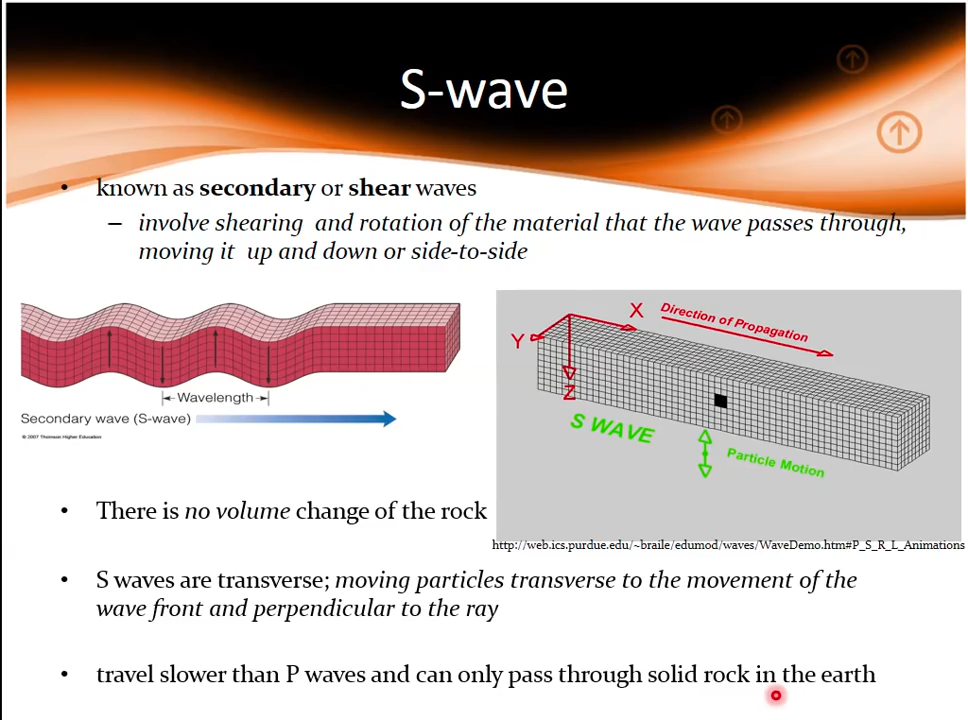 S-wave
• known as secondary or shear waves
– involve shearing and rotation of the material that the wave passes through,
moving it up and down or side-to-side
Wavelength
Secondary wave (S-wave)
© 2007 Thomson Higher Education
X
Direction of Propagation
Y
Z
S WAVE
Particle Motion
• There is no volume change of the rock
http://web.ics.purdue.edu/~braile/edumod/waves/WaveDemo.htm#P_S_R_L_Animations
• S waves are transverse; moving particles transverse to the movement of the
wave front and perpendicular to the ray
• travel slower than P waves and can only pass through solid rock in the earth